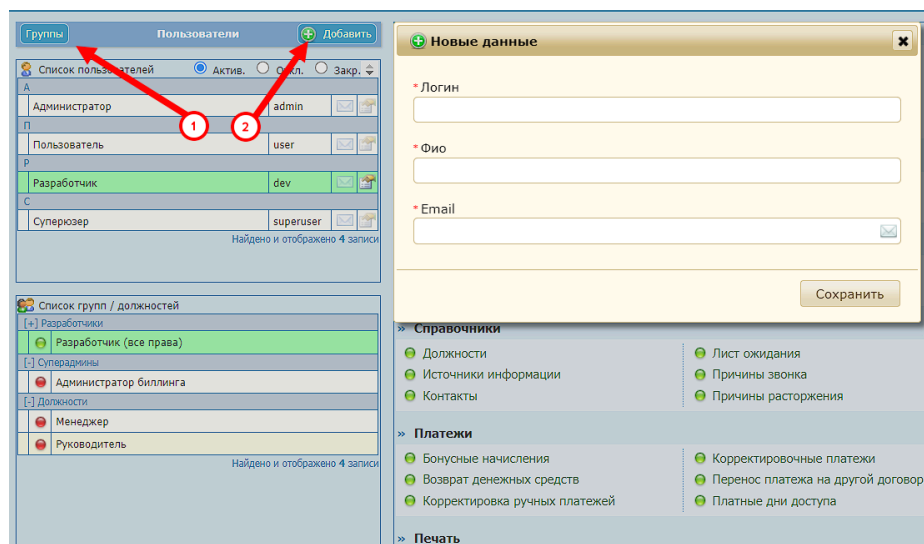 Группы
Пользователи
Добавить
Список пользователей
Актив.
Закр.
А
Администратор
admin
П
Пользователь
user
Р
Разработчик
dev
С
Суперюзер
superuser
Найдено и отображено 4 записи
1
2
Список групп / должностей
[+] Разработчики
Разработчик (все права)
[-] Суперадмины
Администратор биллинга
[-] Должности
Менеджер
Руководитель
Найдено и отображено 4 записи
Новые данные
* Логин
* Фио
* Email
Сохранить
» Справочники
Должности
Лист ожидания
Источники информации
Причины звонка
Контакты
Причины расторжения
» Платежи
Бонусные начисления
Корректировочные платежи
Возврат денежных средств
Перенос платежа на другой договор
Корректировка ручных платежей
Платные дни доступа
» Печать